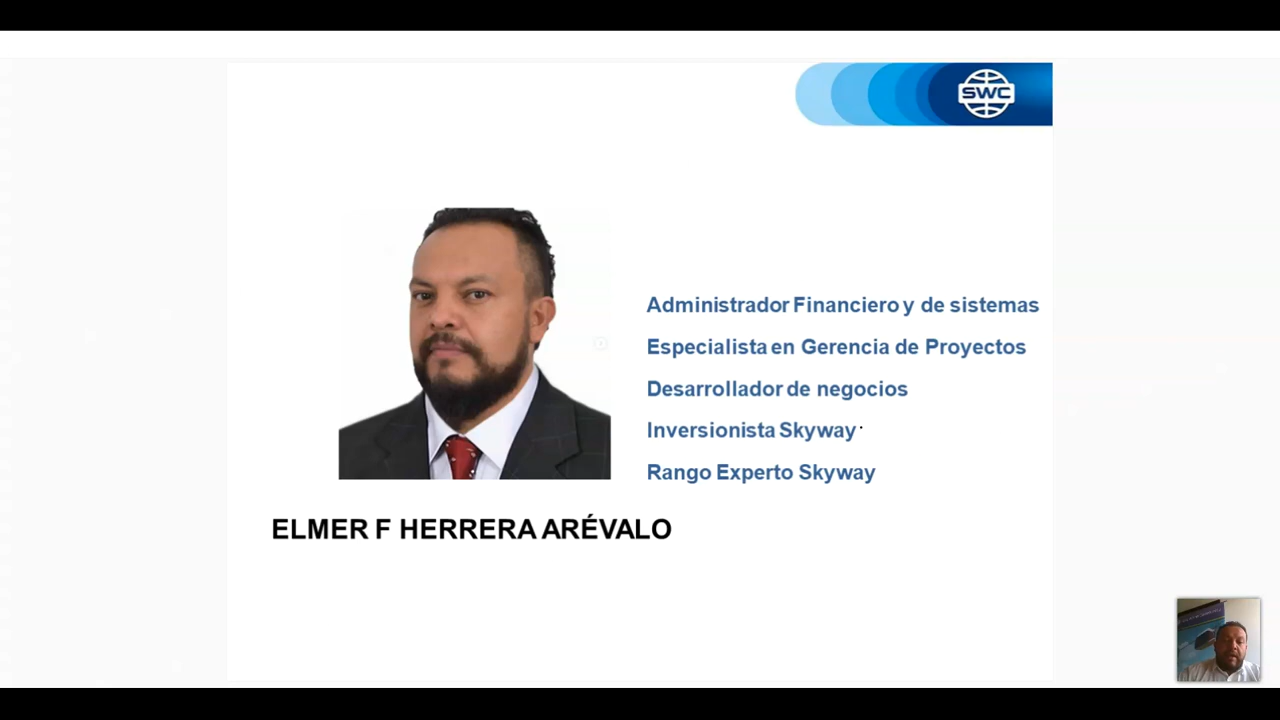 SWC
Administrador Financiero y de sistemas
Especialista en Gerencia de Proyectos
Desarrollador de negocios
Inversionista Skyway
Rango Experto Skyway
ELMER F HERRERA ARÉVALO